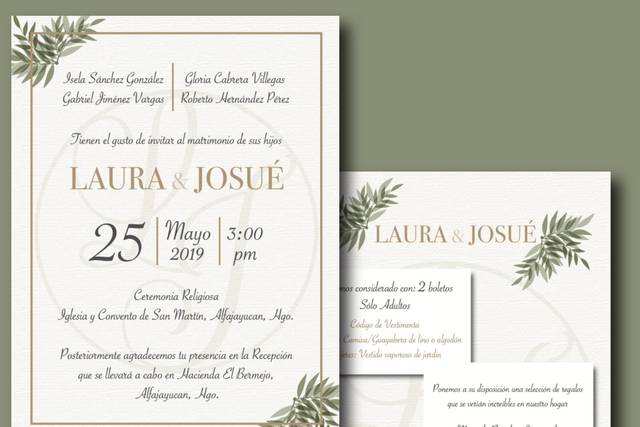 Isela Sánchez González
Gabriel Jiménez Vargas
Gloria Cabrera Villegas
Roberto Hernández Pérez
Tienen el gusto de invitar al matrimonio de sus hijos
LAURA & JOSUÉ
25
Mayo
2019
3:00
pm
Ceremonia Religiosa
Iglesia y Convento de San Martín, Alfajayucan, Hgo.
Posteriormente agradecemos tu presencia en la Recepción
que se llevará a cabo en Hacienda El Bermejo,
Alfajayucan, Hgo.
LAURA & JOSUÉ
considerado con: 2 boletos
Sólo Adultos
Código de Vestimenta
Camisa/Guayabera de lino o algodón
Vestido vaporoso de jardín
Ponemos a su disposición una selección de regalos
que se verían increíbles en nuestro hogar